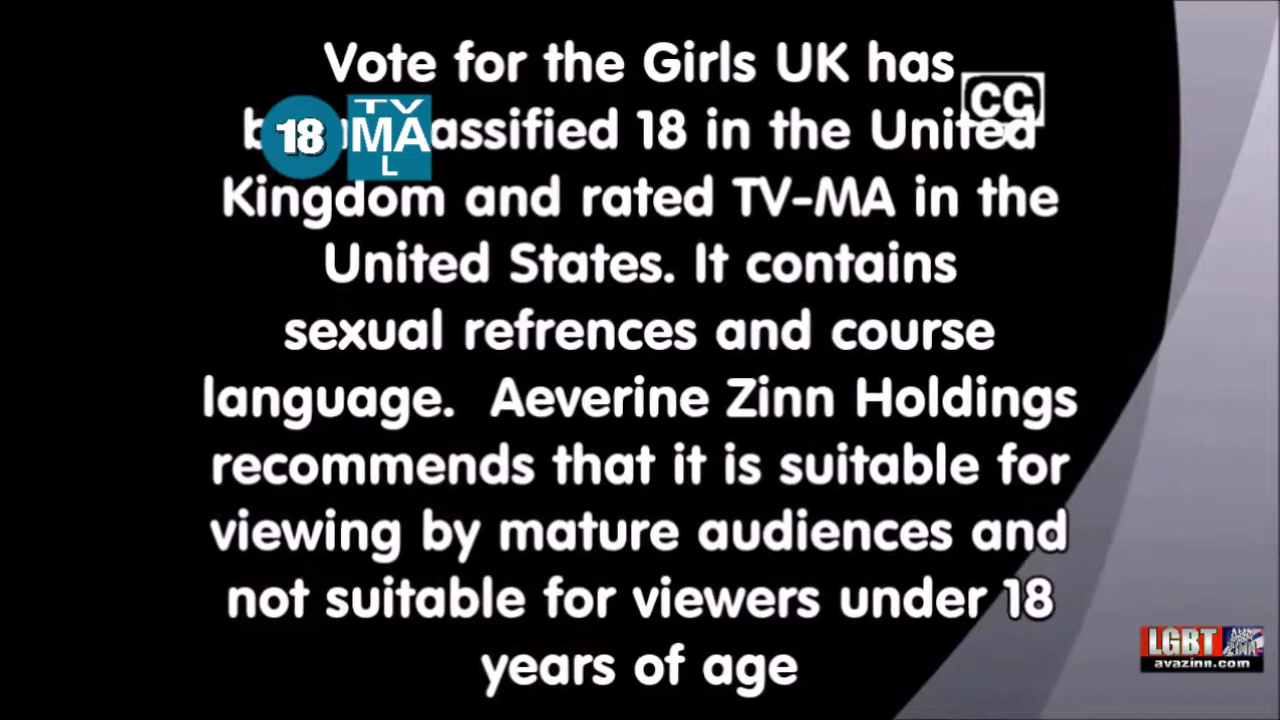 Vote for the Girls UK has
CC
18
TV
MA
L
assified 18 in the United
Kingdom and rated TV-MA in the
United States. It contains
sexual refrences and course
language. Aeverine Zinn Holdings
recommends that it is suitable for
viewing by mature audiences and
not suitable for viewers under 18
years of age
LGBT AVA ZINN
avazinn.com